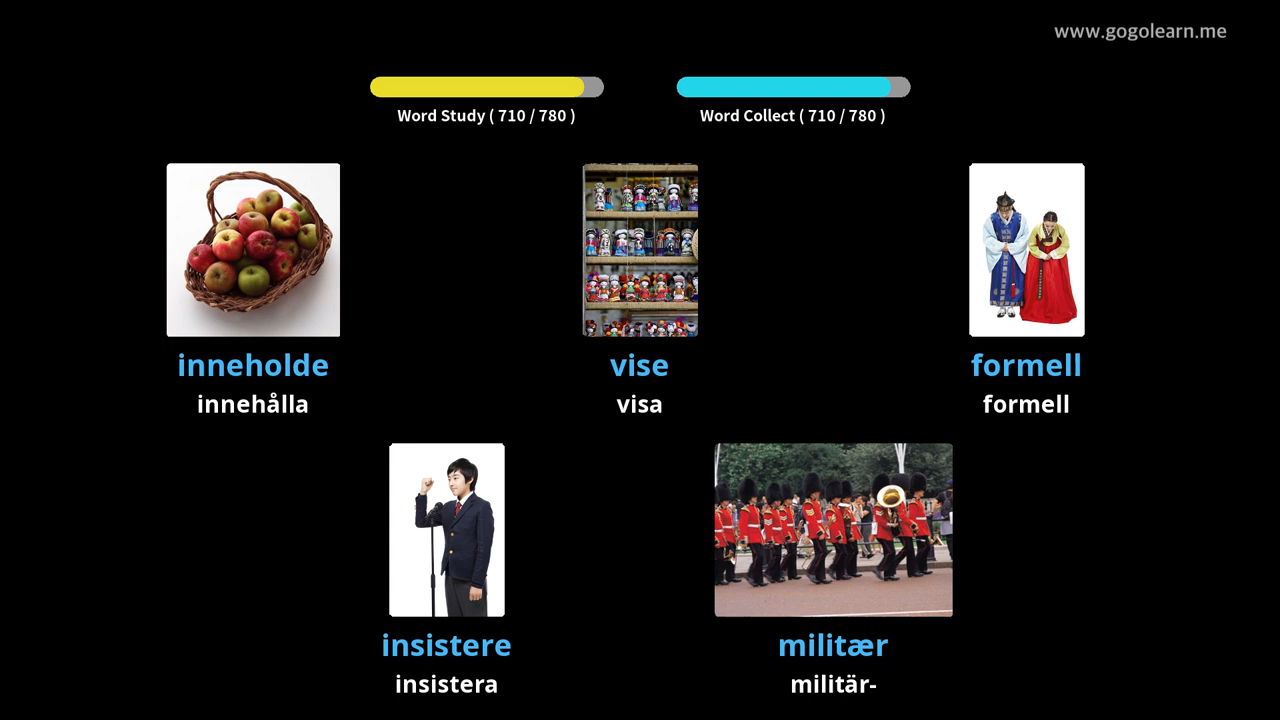 www.gogolearn.me
Word Study ( 710 / 780 )
Word Collect ( 710 / 780 )
inneholde
innehålla
vise
visa
formell
formell
insistere
insistera
militær
militär-